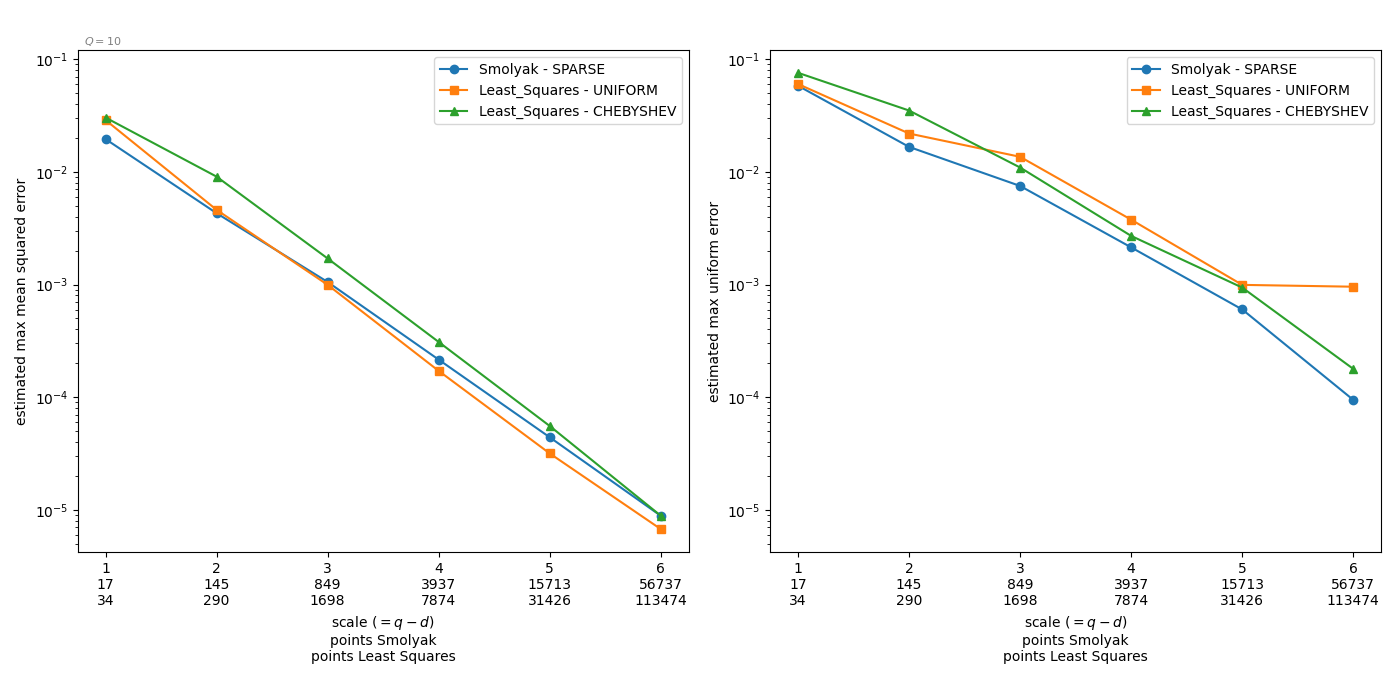 Q = 10
10⁻¹
10⁻²
10⁻³
10⁻⁴
10⁻⁵
estimated max mean squared error
Smolyak - SPARSE
Least_Squares - UNIFORM
Least_Squares - CHEBYSHEV
1 2 3 4 5 6
17 145 849 3937 15713 56737
34 290 1698 7874 31426 113474
scale (= q − d)
points Smolyak
points Least Squares
10⁻¹
10⁻²
10⁻³
10⁻⁴
10⁻⁵
estimated max uniform error
Smolyak - SPARSE
Least_Squares - UNIFORM
Least_Squares - CHEBYSHEV
1 2 3 4 5 6
17 145 849 3937 15713 56737
34 290 1698 7874 31426 113474
scale (= q − d)
points Smolyak
points Least Squares